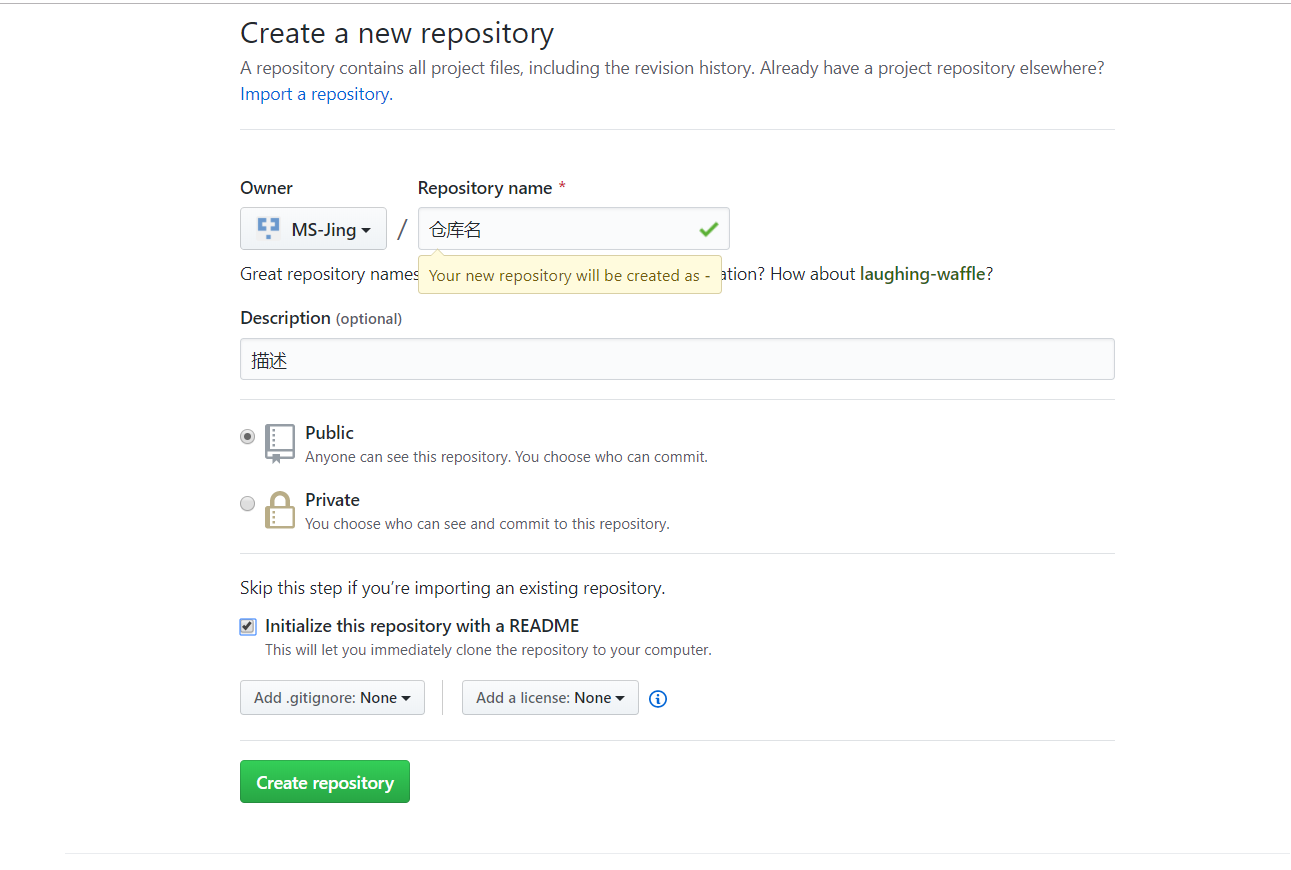 Create a new repository
A repository contains all project files, including the revision history. Already have a project repository elsewhere?
Import a repository.
Owner
Repository name *
MS-Jing
/
仓库名
Great repository names
Your new repository will be created as -
ation? How about laughing-waffle?
Description (optional)
描述
Public
Anyone can see this repository. You choose who can commit.
Private
You choose who can see and commit to this repository.
Skip this step if you’re importing an existing repository.
Initialize this repository with a README
This will let you immediately clone the repository to your computer.
Add .gitignore: None
Add a license: None
Create repository